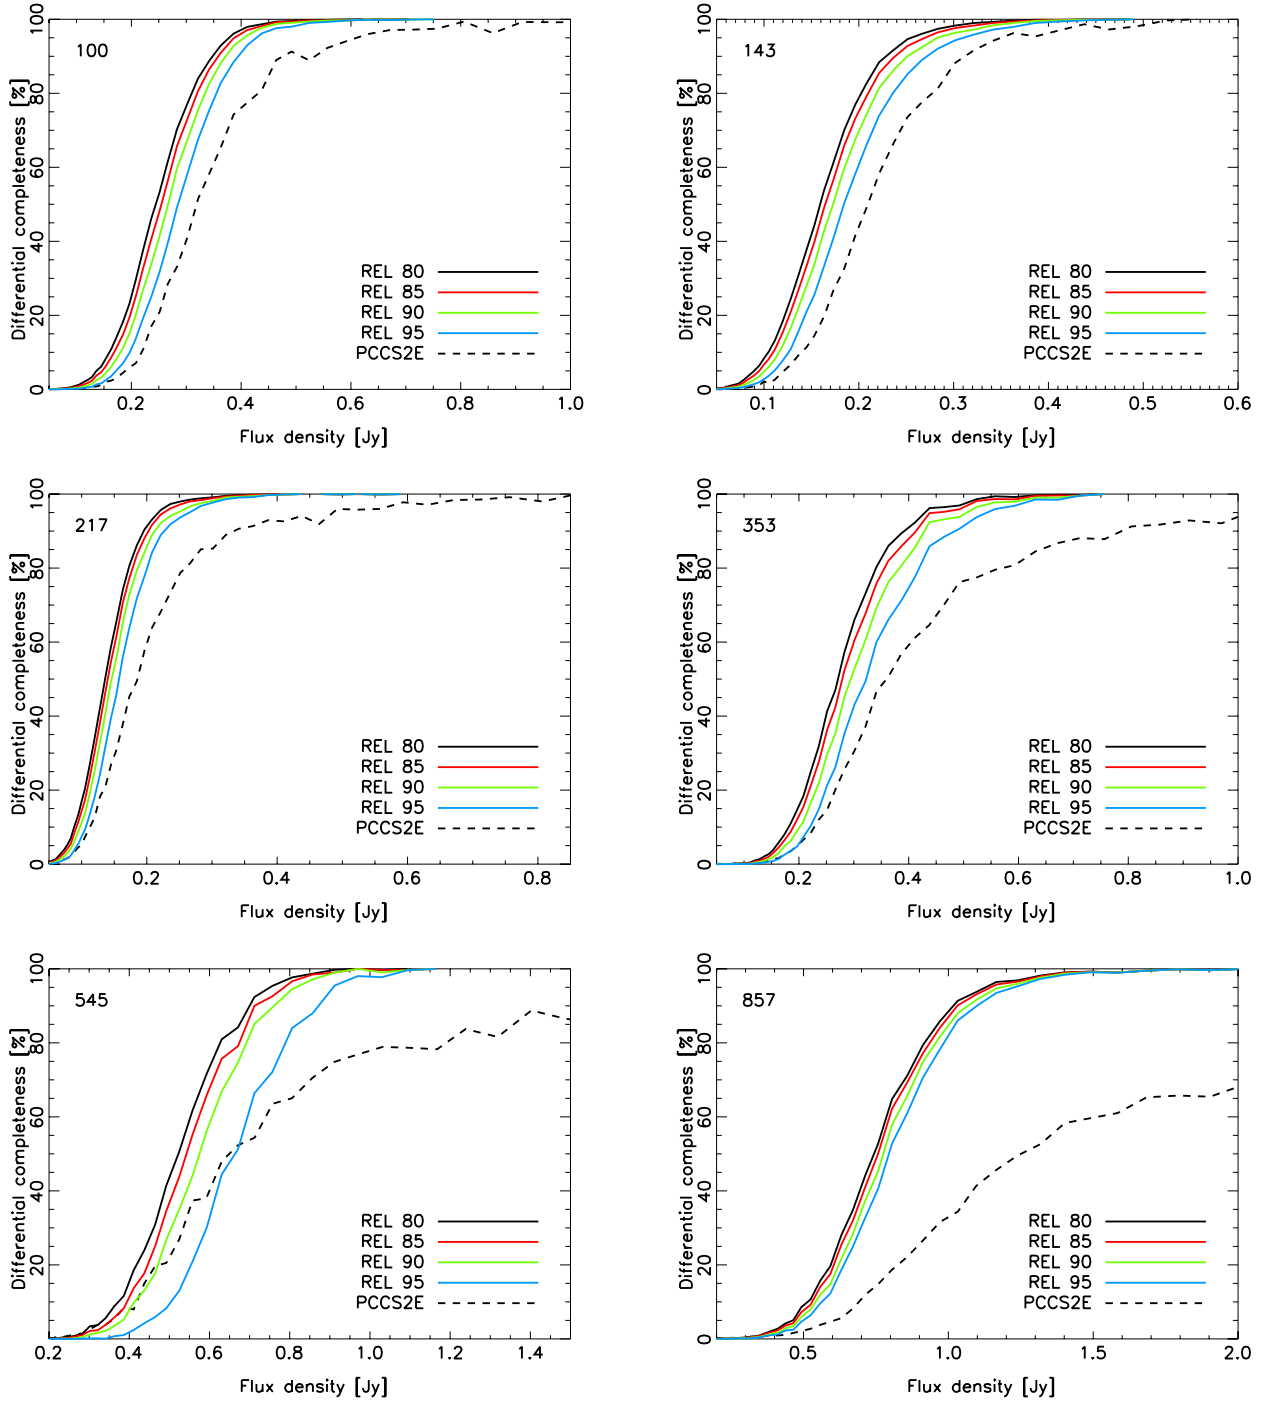 100
Differential completeness [%]
100
80
60
40
20
0
REL 80
REL 85
REL 90
REL 95
PCCS2E
0.2 0.4 0.6 0.8 1.0
Flux density [Jy]
143
Differential completeness [%]
100
80
60
40
20
0
REL 80
REL 85
REL 90
REL 95
PCCS2E
0.1 0.2 0.3 0.4 0.5 0.6
Flux density [Jy]
217
Differential completeness [%]
100
80
60
40
20
0
REL 80
REL 85
REL 90
REL 95
PCCS2E
0.2 0.4 0.6 0.8
Flux density [Jy]
353
Differential completeness [%]
100
80
60
40
20
0
REL 80
REL 85
REL 90
REL 95
PCCS2E
0.2 0.4 0.6 0.8 1.0
Flux density [Jy]
545
Differential completeness [%]
100
80
60
40
20
0
REL 80
REL 85
REL 90
REL 95
PCCS2E
0.2 0.4 0.6 0.8 1.0 1.2 1.4
Flux density [Jy]
857
Differential completeness [%]
100
80
60
40
20
0
REL 80
REL 85
REL 90
REL 95
PCCS2E
0.5 1.0 1.5 2.0
Flux density [Jy]